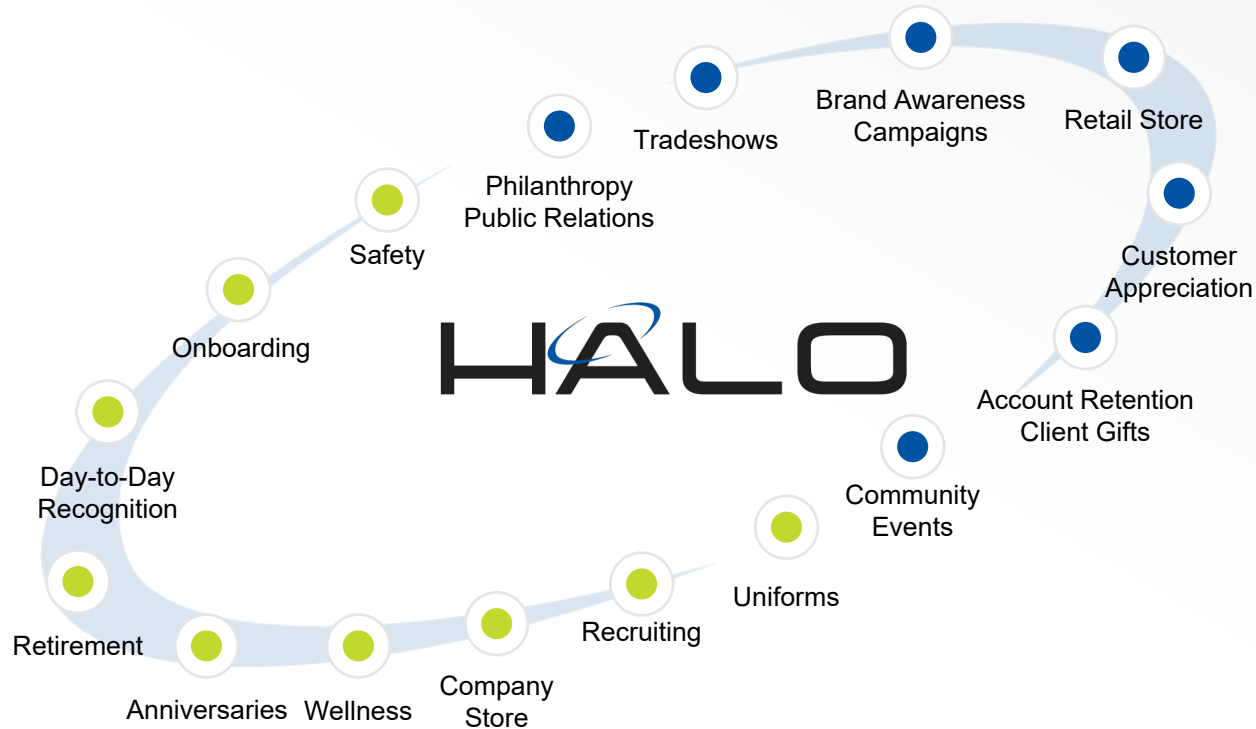 Brand Awareness
Campaigns
Retail Store
Tradeshows
Philanthropy
Public Relations
Safety
Customer
Appreciation
Onboarding
HALO
Account Retention
Client Gifts
Day-to-Day
Recognition
Community
Events
Uniforms
Recruiting
Retirement
Company
Store
Anniversaries
Wellness